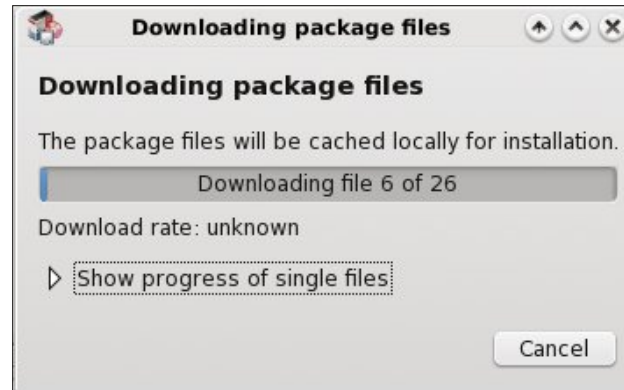 Downloading package files
Downloading package files
The package files will be cached locally for installation.
Downloading file 6 of 26
Download rate: unknown
Show progress of single files
Cancel